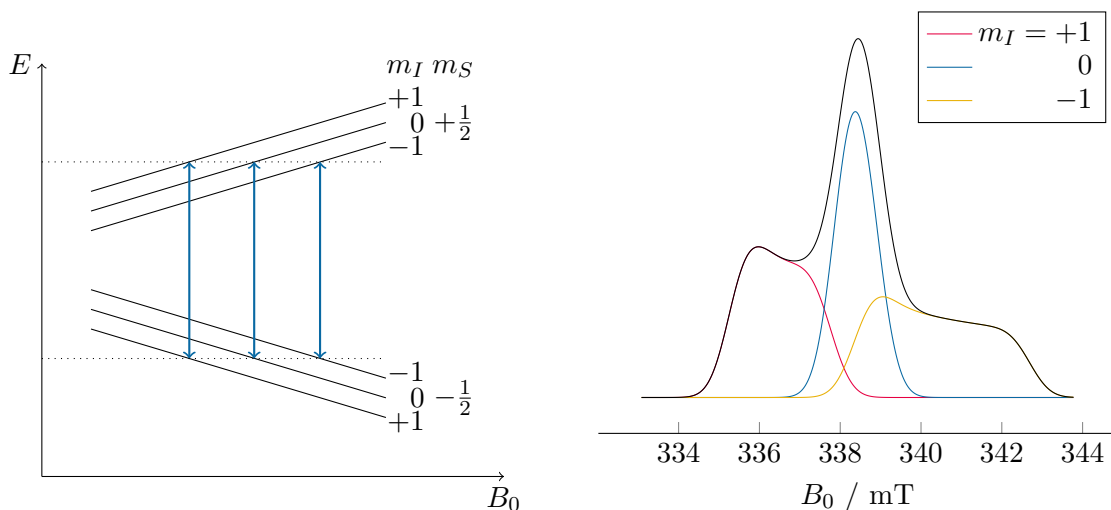 E
m_I m_S
+1
0 +1/2
−1
−1
0 −1/2
+1
B_0
m_I = +1
0
−1
334 336 338 340 342 344
B_0 / mT